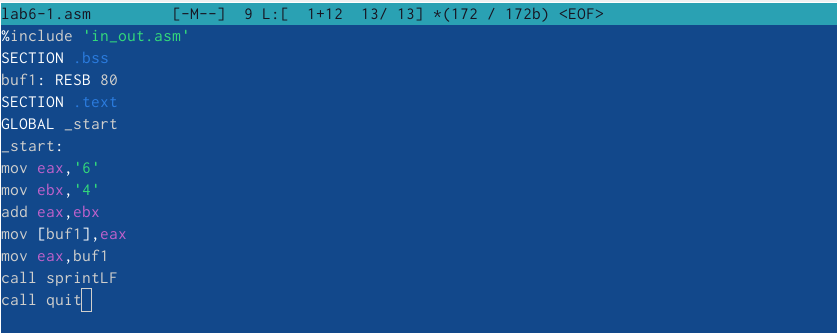 lab6-1.asm [-M--] 9 L:[ 1+12 13/ 13] *(172 / 172b) <EOF>
%include 'in_out.asm'
SECTION .bss
buf1: RESB 80
SECTION .text
GLOBAL _start
_start:
mov eax,'6'
mov ebx,'4'
add eax,ebx
mov [buf1],eax
mov eax,buf1
call sprintLF
call quit